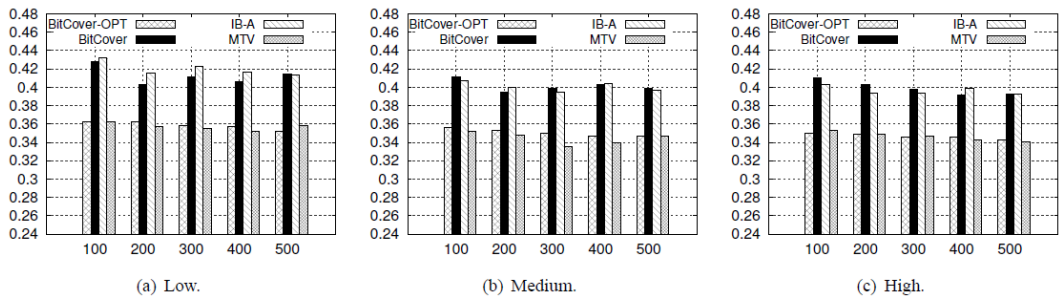 0.48
0.46
0.44
0.42
0.4
0.38
0.36
0.34
0.32
0.3
0.28
0.26
0.24
BitCover-OPT
BitCover
IB-A
MTV
100 200 300 400 500
(a) Low.
0.48
0.46
0.44
0.42
0.4
0.38
0.36
0.34
0.32
0.3
0.28
0.26
0.24
BitCover-OPT
BitCover
IB-A
MTV
100 200 300 400 500
(b) Medium.
0.48
0.46
0.44
0.42
0.4
0.38
0.36
0.34
0.32
0.3
0.28
0.26
0.24
BitCover-OPT
BitCover
IB-A
MTV
100 200 300 400 500
(c) High.